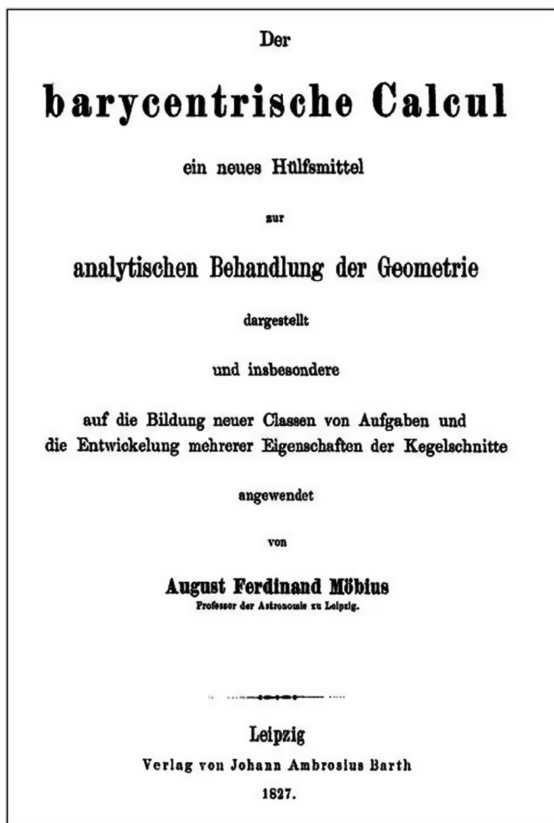 Der
barycentrische Calcul
ein neues Hülfsmittel
zur
analytischen Behandlung der Geometrie
dargestellt
und insbesondere
auf die Bildung neuer Classen von Aufgaben und
die Entwickelung mehrerer Eigenschaften der Kegelschnitte
angewendet
von
August Ferdinand Möbius
Professor der Astronomie zu Leipzig.
Leipzig
Verlag von Johann Ambrosius Barth
1827.